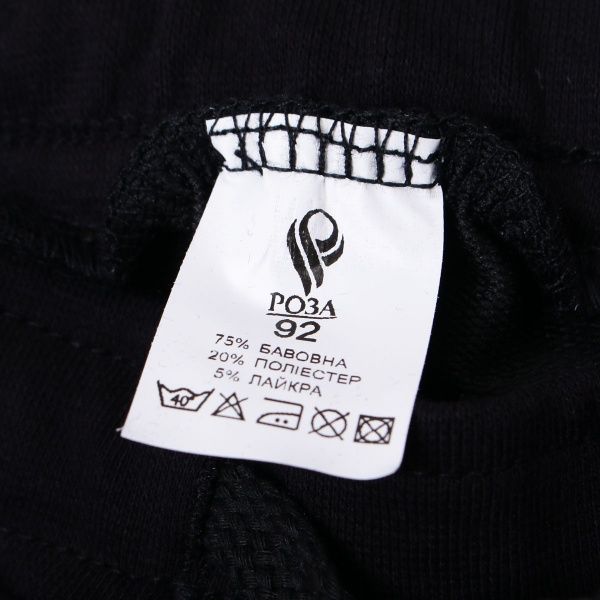 РОЗА
92
75% БАВОВНА
20% ПОЛІЕСТЕР
5% ЛАЙКРА
40°